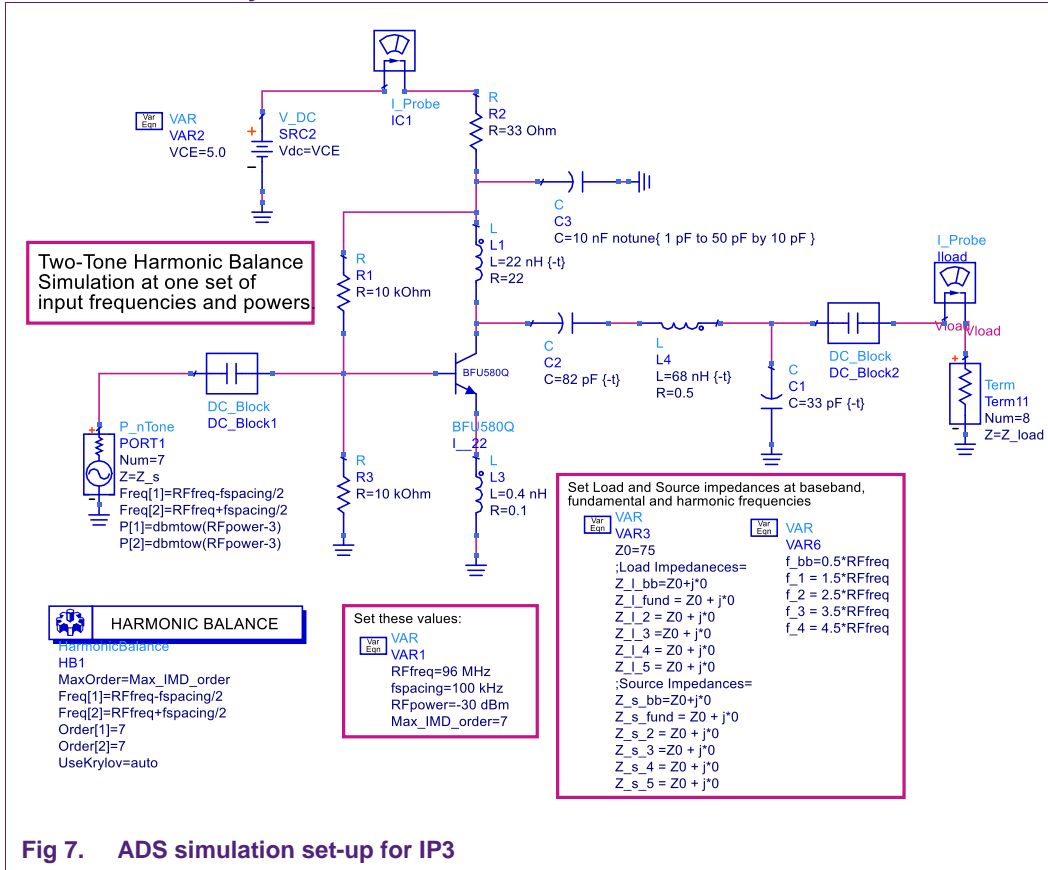 I_Probe
IC1
R
R2
R=33 Ohm
Var
Eqn
VAR
VAR2
VCE=5.0
+
V_DC
SRC2
Vdc=VCE
−
C
C3
C=10 nF notune{ 1 pF to 50 pF by 10 pF }
L
L1
L=22 nH {-t}
R=22
R
R1
R=10 kOhm
Two-Tone Harmonic Balance
Simulation at one set of
input frequencies and powers.
I_Probe
Iload
Vload
Vload
C
C2
C=82 pF {-t}
L
L4
L=68 nH {-t}
R=0.5
C
C1
C=33 pF {-t}
DC_Block
DC_Block2
+
Term
Term11
Num=8
Z=Z_load
−
BFU580Q
BFU580Q
I__22
DC_Block
DC_Block1
+
P_nTone
PORT1
Num=7
Z=Z_s
Freq[1]=RFfreq-fspacing/2
Freq[2]=RFfreq+fspacing/2
P[1]=dbmtow(RFpower-3)
P[2]=dbmtow(RFpower-3)
−
R
R3
R=10 kOhm
L
L3
L=0.4 nH
R=0.1
Set Load and Source impedances at baseband,
fundamental and harmonic frequencies
Var
Eqn
VAR
VAR3
Z0=75
;Load Impedaneces=
Z_l_bb=Z0+j*0
Z_l_fund = Z0 + j*0
Z_l_2 = Z0 + j*0
Z_l_3 =Z0 + j*0
Z_l_4 = Z0 + j*0
Z_l_5 = Z0 + j*0
;Source Impedances=
Z_s_bb=Z0+j*0
Z_s_fund = Z0 + j*0
Z_s_2 = Z0 + j*0
Z_s_3 =Z0 + j*0
Z_s_4 = Z0 + j*0
Z_s_5 = Z0 + j*0
Var
Eqn
VAR
VAR6
f_bb=0.5*RFfreq
f_1 = 1.5*RFfreq
f_2 = 2.5*RFfreq
f_3 = 3.5*RFfreq
f_4 = 4.5*RFfreq
HARMONIC BALANCE
HarmonicBalance
HB1
MaxOrder=Max_IMD_order
Freq[1]=RFfreq-fspacing/2
Freq[2]=RFfreq+fspacing/2
Order[1]=7
Order[2]=7
UseKrylov=auto
Set these values:
Var
Eqn
VAR
VAR1
RFfreq=96 MHz
fspacing=100 kHz
RFpower=-30 dBm
Max_IMD_order=7
Fig 7. ADS simulation set-up for IP3